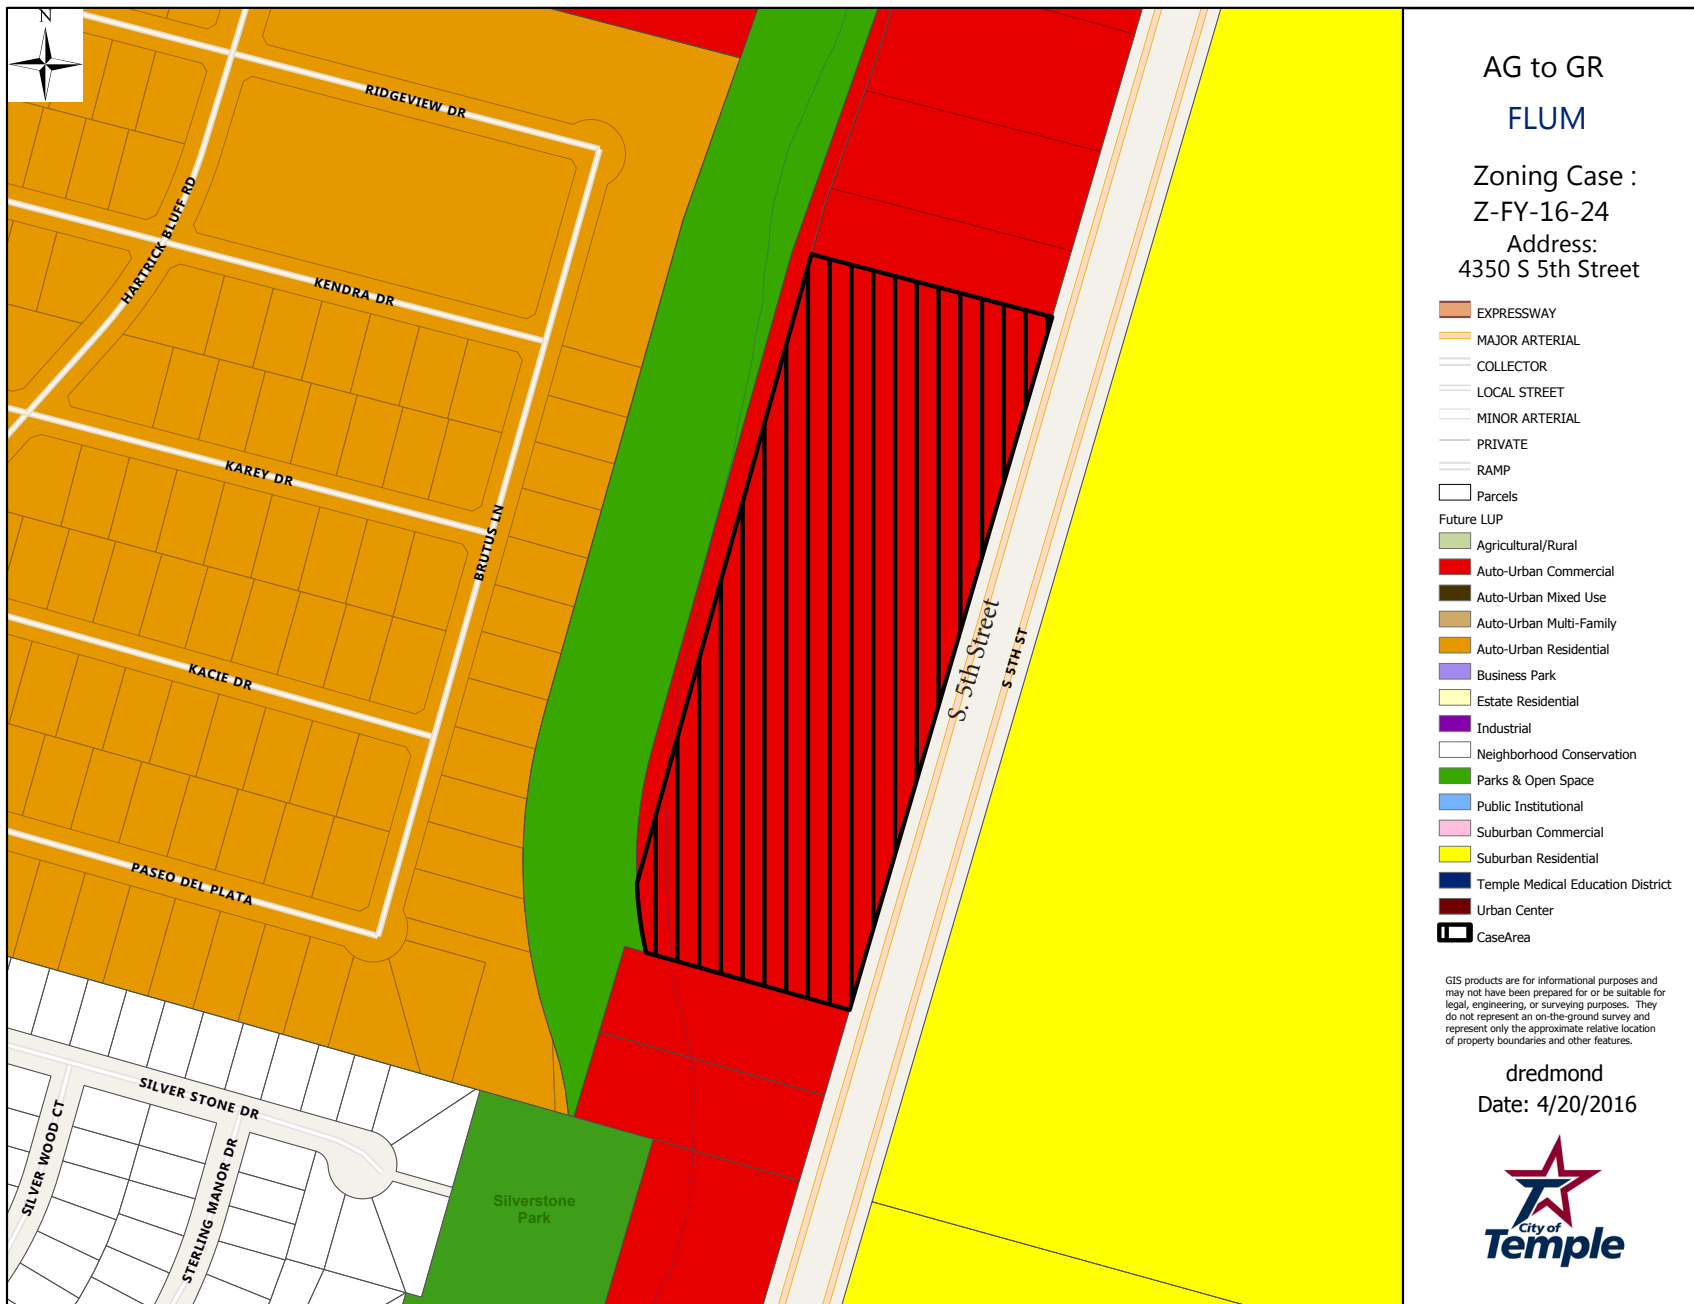 N
RIDGEVIEW DR
HARTRICK BLUFF RD
KENDRA DR
KAREY DR
BRUTUS LN
KACIE DR
PASEO DEL PLATA
S. 5th Street
S 5TH ST
SILVER STONE DR
SILVER WOOD CT
STERLING MANOR DR
Silverstone
Park
AG to GR
FLUM
Zoning Case :
Z-FY-16-24
Address:
4350 S 5th Street
EXPRESSWAY
MAJOR ARTERIAL
COLLECTOR
LOCAL STREET
MINOR ARTERIAL
PRIVATE
RAMP
Parcels
Future LUP
Agricultural/Rural
Auto-Urban Commercial
Auto-Urban Mixed Use
Auto-Urban Multi-Family
Auto-Urban Residential
Business Park
Estate Residential
Industrial
Neighborhood Conservation
Parks & Open Space
Public Institutional
Suburban Commercial
Suburban Residential
Temple Medical Education District
Urban Center
CaseArea
GIS products are for informational purposes and
may not have been prepared for or be suitable for
legal, engineering, or surveying purposes. They
do not represent an on-the-ground survey and
represent only the approximate relative location
of property boundaries and other features.
dredmond
Date: 4/20/2016
City of
Temple